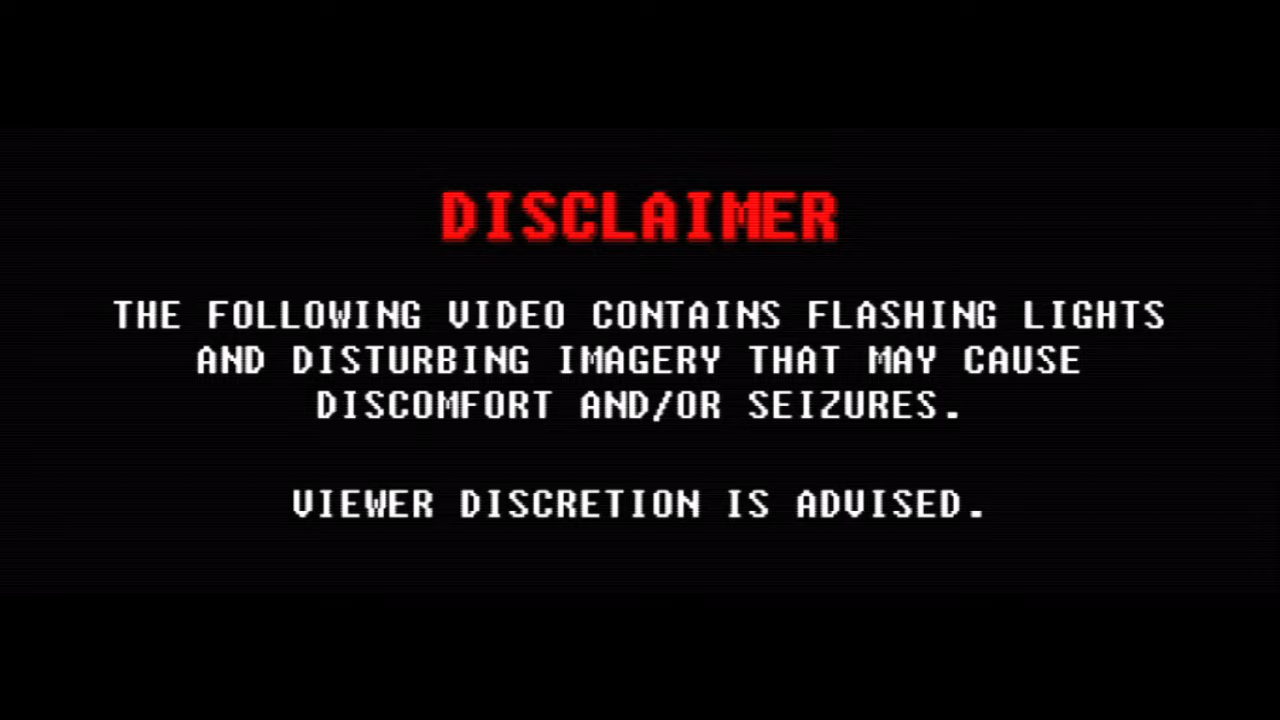 DISCLAIMER
THE FOLLOWING VIDEO CONTAINS FLASHING LIGHTS
AND DISTURBING IMAGERY THAT MAY CAUSE
DISCOMFORT AND/OR SEIZURES.
VIEWER DISCRETION IS ADVISED.